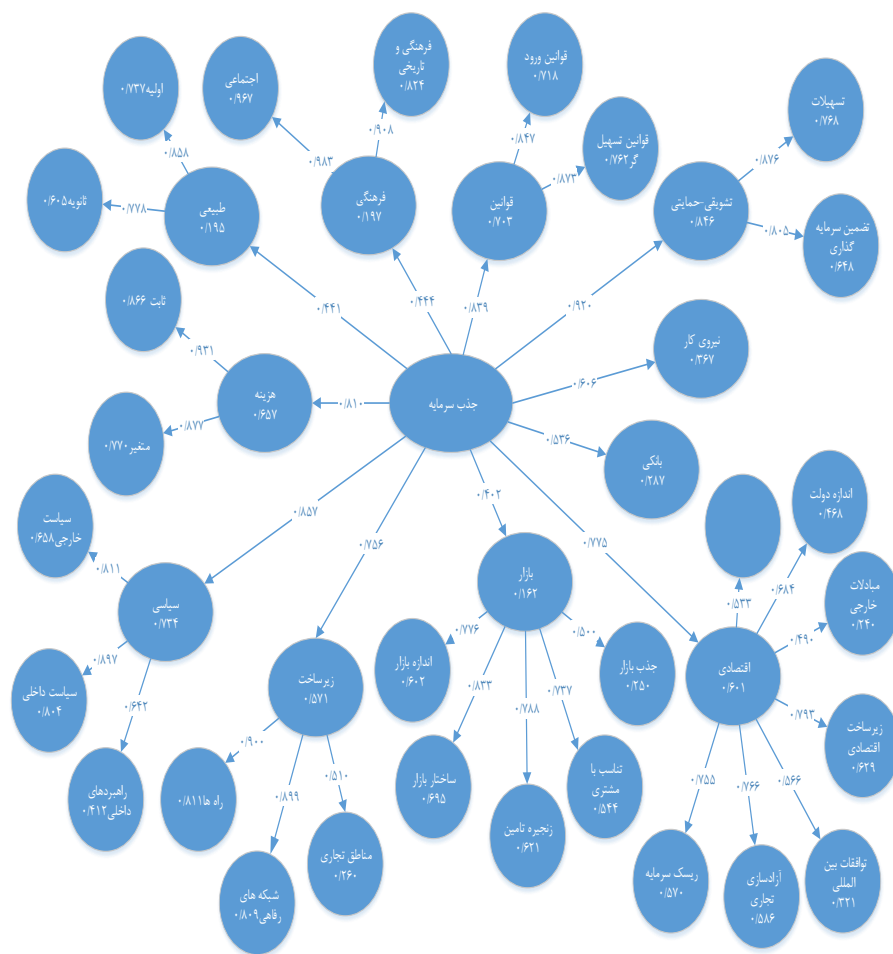 جذب سرمایه
۰/۴۴۱
طبیعی
۰/۱۹۵
۰/۸۵۸
اولیه۰/۷۳۷
۰/۷۷۸
ثانویه۰/۶۰۵
۰/۴۴۴
فرهنگی
۰/۱۹۷
۰/۹۸۳
اجتماعی
۰/۹۶۷
۰/۹۰۸
فرهنگی و
تاریخی
۰/۸۲۴
۰/۸۳۹
قوانین
۰/۷۰۳
۰/۸۴۷
قوانین ورود
۰/۷۱۸
۰/۸۷۳
قوانین تسهیل
گر۰/۷۶۲
۰/۹۲۰
تشویقی-حمایتی
۰/۸۴۶
۰/۸۷۶
تسهیلات
۰/۷۶۸
۰/۸۰۵
تضمین سرمایه
گذاری
۰/۶۴۸
۰/۶۰۶
نیروی کار
۰/۳۶۷
۰/۵۳۶
بانکی
۰/۲۸۷
۰/۷۷۵
اقتصادی
۰/۶۰۱
۰/۵۳۳
۰/۶۸۴
اندازه دولت
۰/۴۶۸
۰/۴۹۰
مبادلات
خارجی
۰/۲۴۰
۰/۷۹۳
زیرساخت
اقتصادی
۰/۶۲۹
۰/۵۶۶
توافقات بین
المللی
۰/۳۲۱
۰/۷۶۶
آزادسازی
تجاری
۰/۵۸۶
۰/۷۵۵
ریسک سرمایه
۰/۵۷۰
۰/۴۰۲
بازار
۰/۱۶۲
۰/۵۰۰
جذب بازار
۰/۲۵۰
۰/۷۳۷
تناسب با
مشتری
۰/۵۴۴
۰/۷۸۸
زنجیره تامین
۰/۶۲۱
۰/۸۳۳
ساختار بازار
۰/۶۹۵
۰/۷۷۶
اندازه بازار
۰/۶۰۲
۰/۷۵۶
زیرساخت
۰/۵۷۱
۰/۵۱۰
مناطق تجاری
۰/۲۶۰
۰/۸۹۹
شبکه های
رفاهی۰/۸۰۹
۰/۹۰۰
راه ها۰/۸۱۱
۰/۸۵۷
سیاسی
۰/۷۳۴
۰/۸۱۱
سیاست
خارجی۰/۶۵۸
۰/۸۹۷
سیاست داخلی
۰/۸۰۴
۰/۶۴۲
راهبردهای
داخلی۰/۴۱۲
۰/۸۱۰
هزینه
۰/۶۵۷
۰/۹۳۱
ثابت ۰/۸۶۶
۰/۸۷۷
متغیر۰/۷۷۰